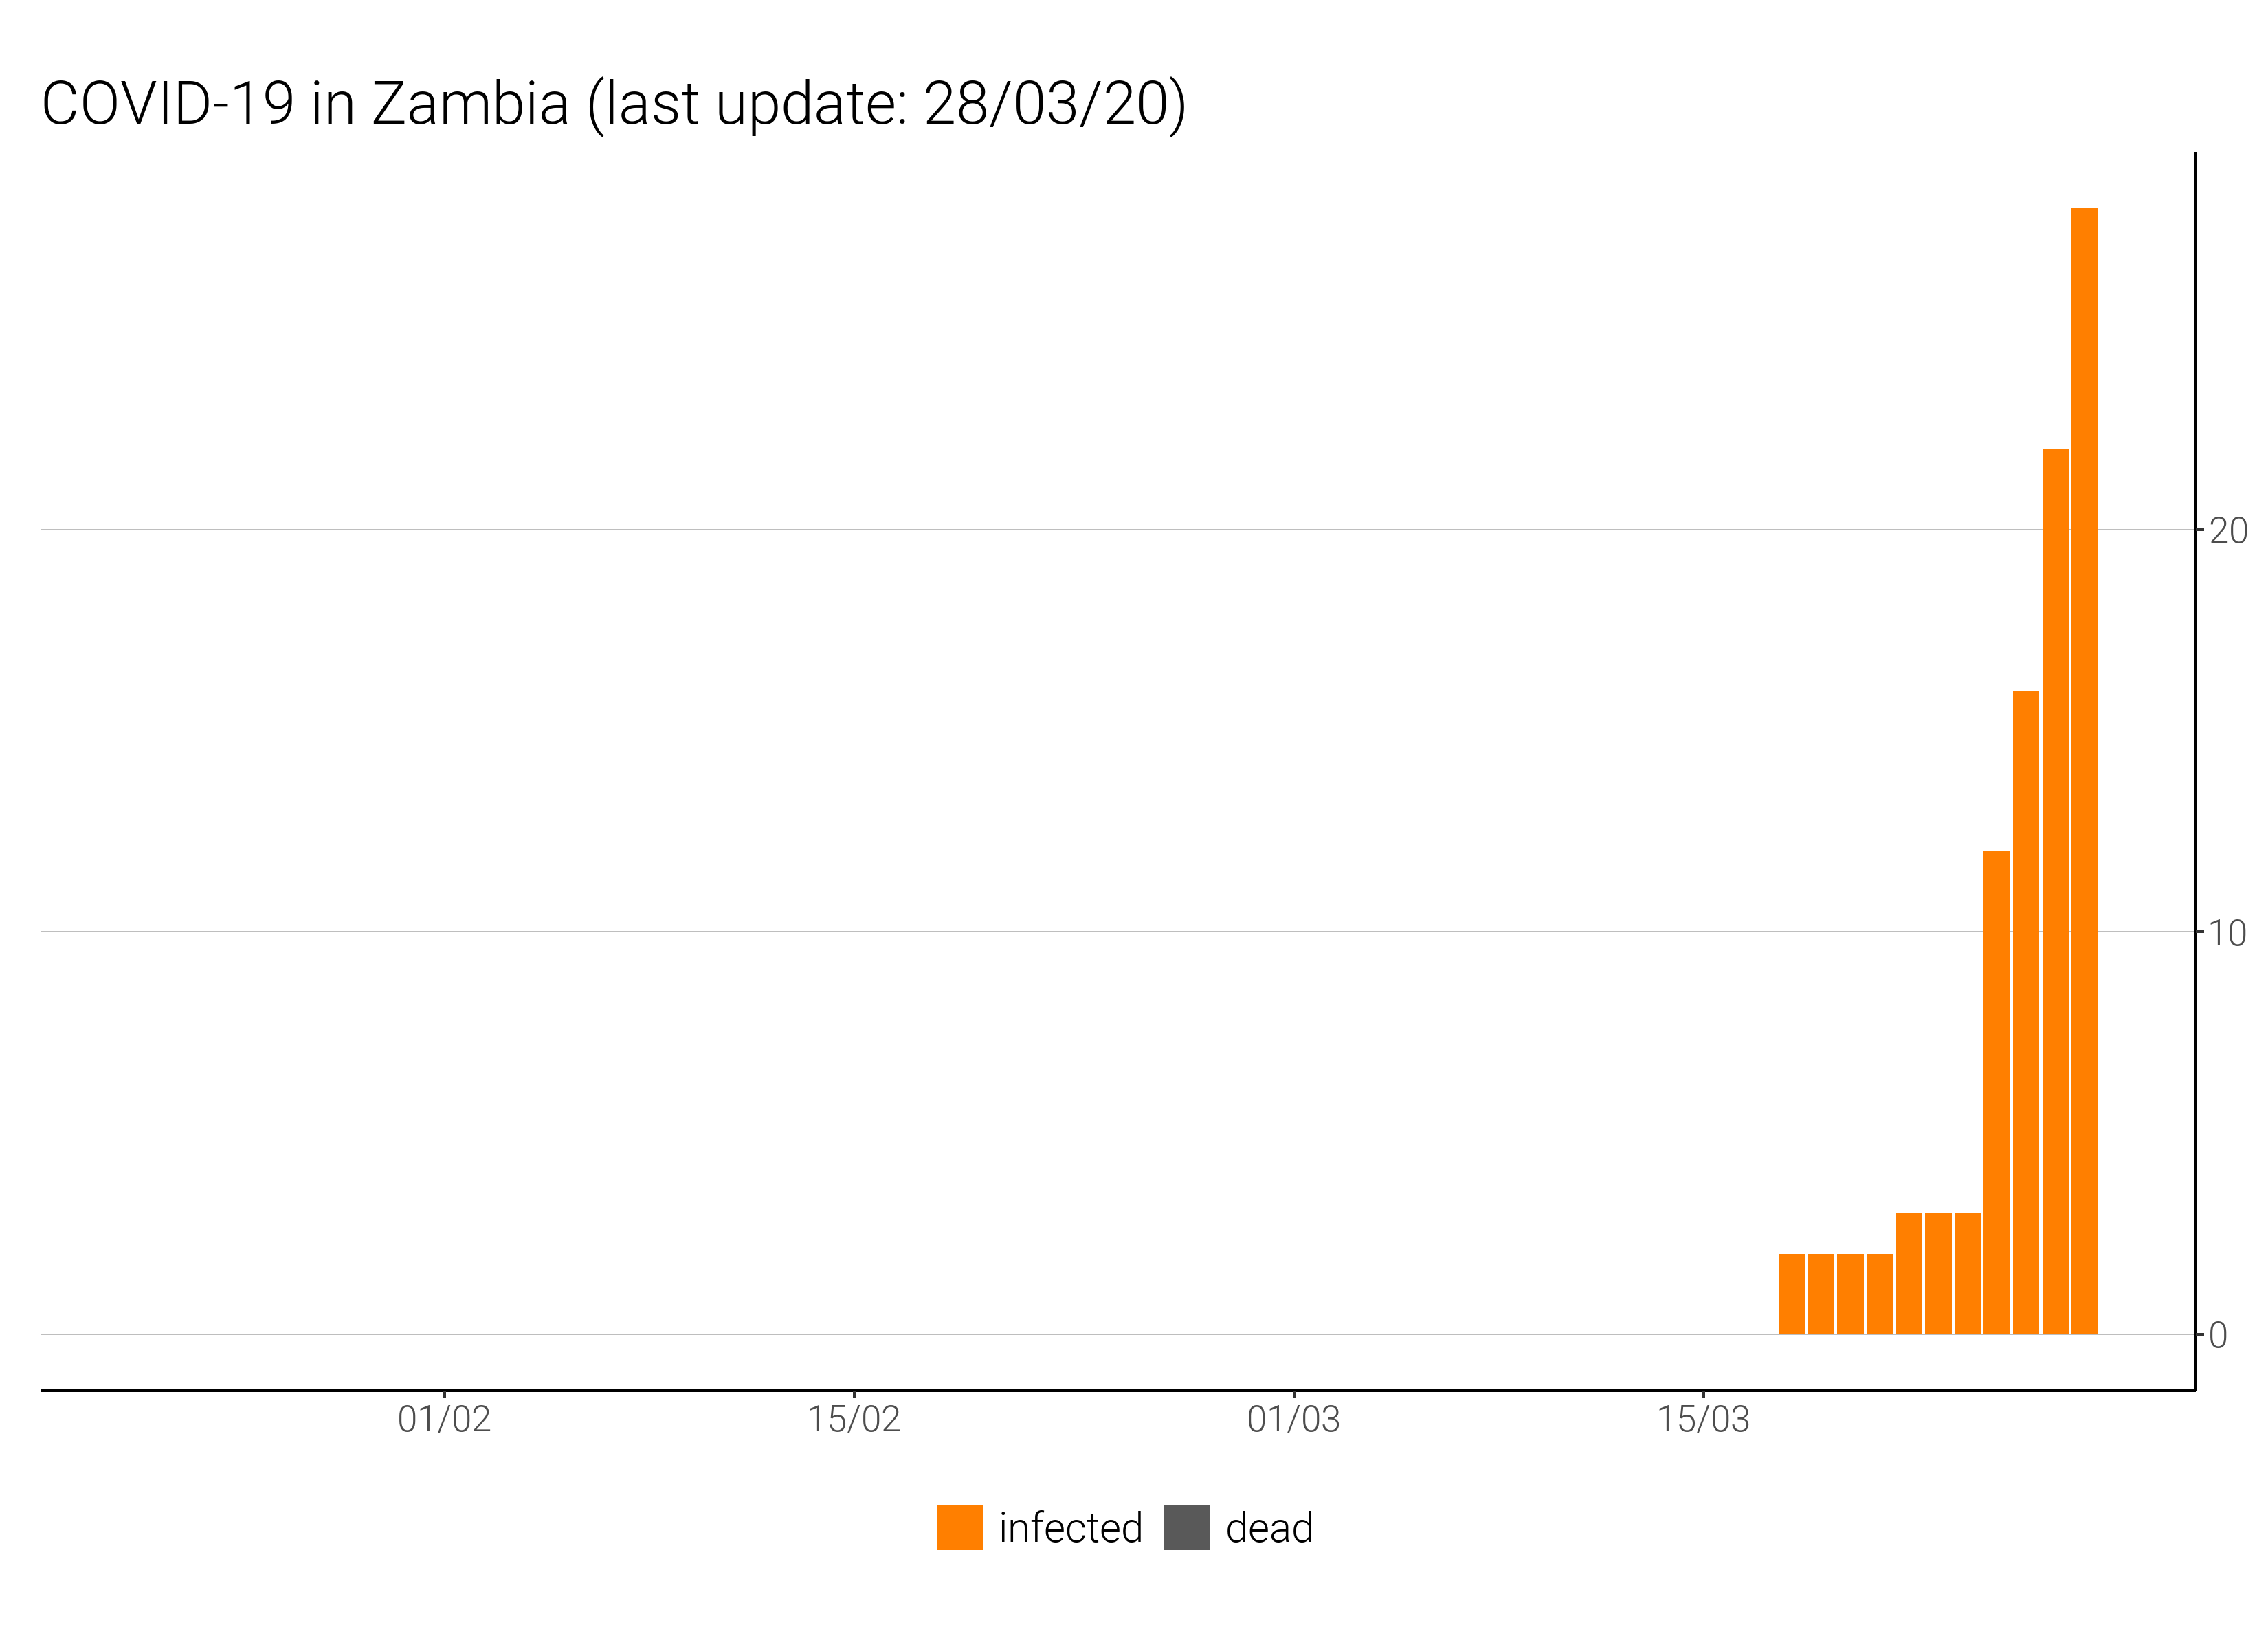 COVID-19 in Zambia (last update: 28/03/20)
20
10
0
01/02 15/02 01/03 15/03
infected dead